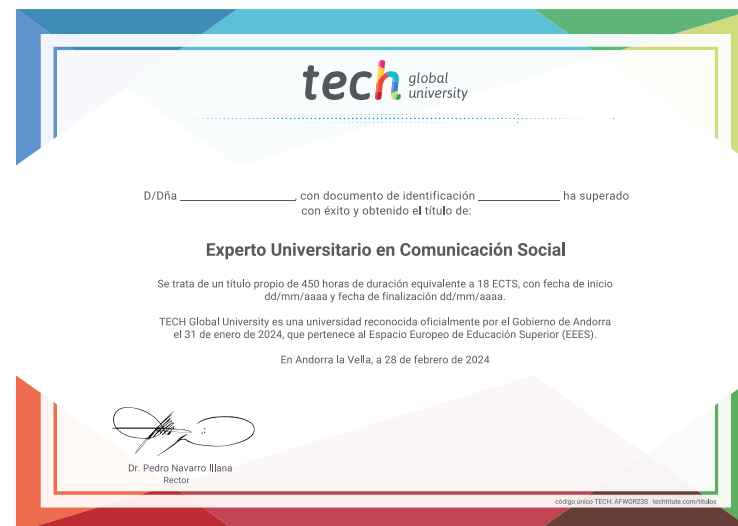 tech global university
D/Dña ____________________, con documento de identificación ______________ ha superado
con éxito y obtenido el título de:
Experto Universitario en Comunicación Social
Se trata de un título propio de 450 horas de duración equivalente a 18 ECTS, con fecha de inicio
dd/mm/aaaa y fecha de finalización dd/mm/aaaa.
TECH Global University es una universidad reconocida oficialmente por el Gobierno de Andorra
el 31 de enero de 2024, que pertenece al Espacio Europeo de Educación Superior (EEES).
En Andorra la Vella, a 28 de febrero de 2024
Dr. Pedro Navarro Illana
Rector
código único TECH: AFWOR23S techtitute.com/titulos